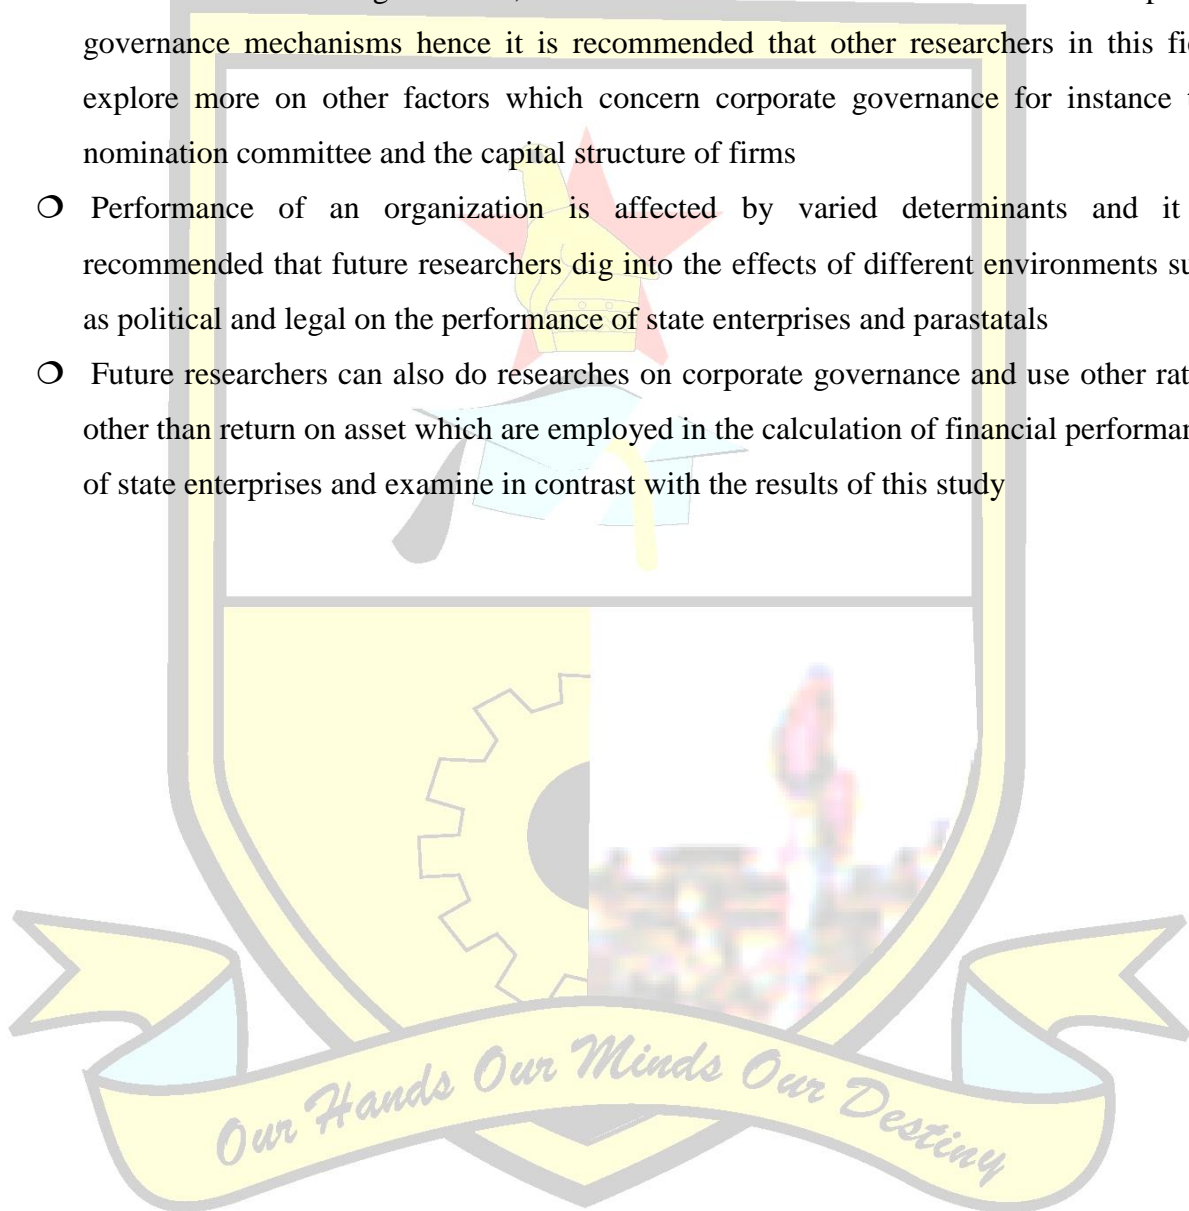 governance mechanisms hence it is recommended that other researchers in this
explore more on other factors which concern corporate governance for instance
nomination committee and the capital structure of firms
❍ Performance of an organization is affected by varied determinants and it
recommended that future researchers dig into the effects of different environments
as political and legal on the performance of state enterprises and parastatals
❍ Future researchers can also do researches on corporate governance and use other
other than return on asset which are employed in the calculation of financial
of state enterprises and examine in contrast with the results of this study
Our Hands Our Minds Our Destiny